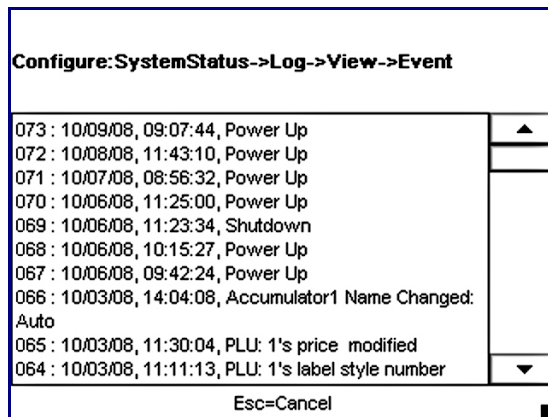 Configure:SystemStatus->Log->View->Event
073 : 10/09/08, 09:07:44, Power Up
072 : 10/08/08, 11:43:10, Power Up
071 : 10/07/08, 08:56:32, Power Up
070 : 10/06/08, 11:25:00, Power Up
069 : 10/06/08, 11:23:34, Shutdown
068 : 10/06/08, 10:15:27, Power Up
067 : 10/06/08, 09:42:24, Power Up
066 : 10/03/08, 14:04:08, Accumulator1 Name Changed:
Auto
065 : 10/03/08, 11:30:04, PLU: 1's price  modified
064 : 10/03/08, 11:11:13, PLU: 1's label style number
Esc=Cancel